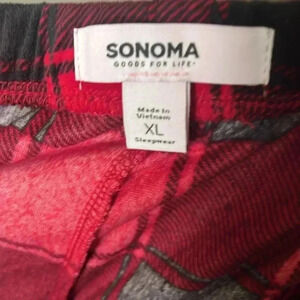 SONOMA
GOODS FOR LIFE
Made in
Vietnam
XL
Sleepwear